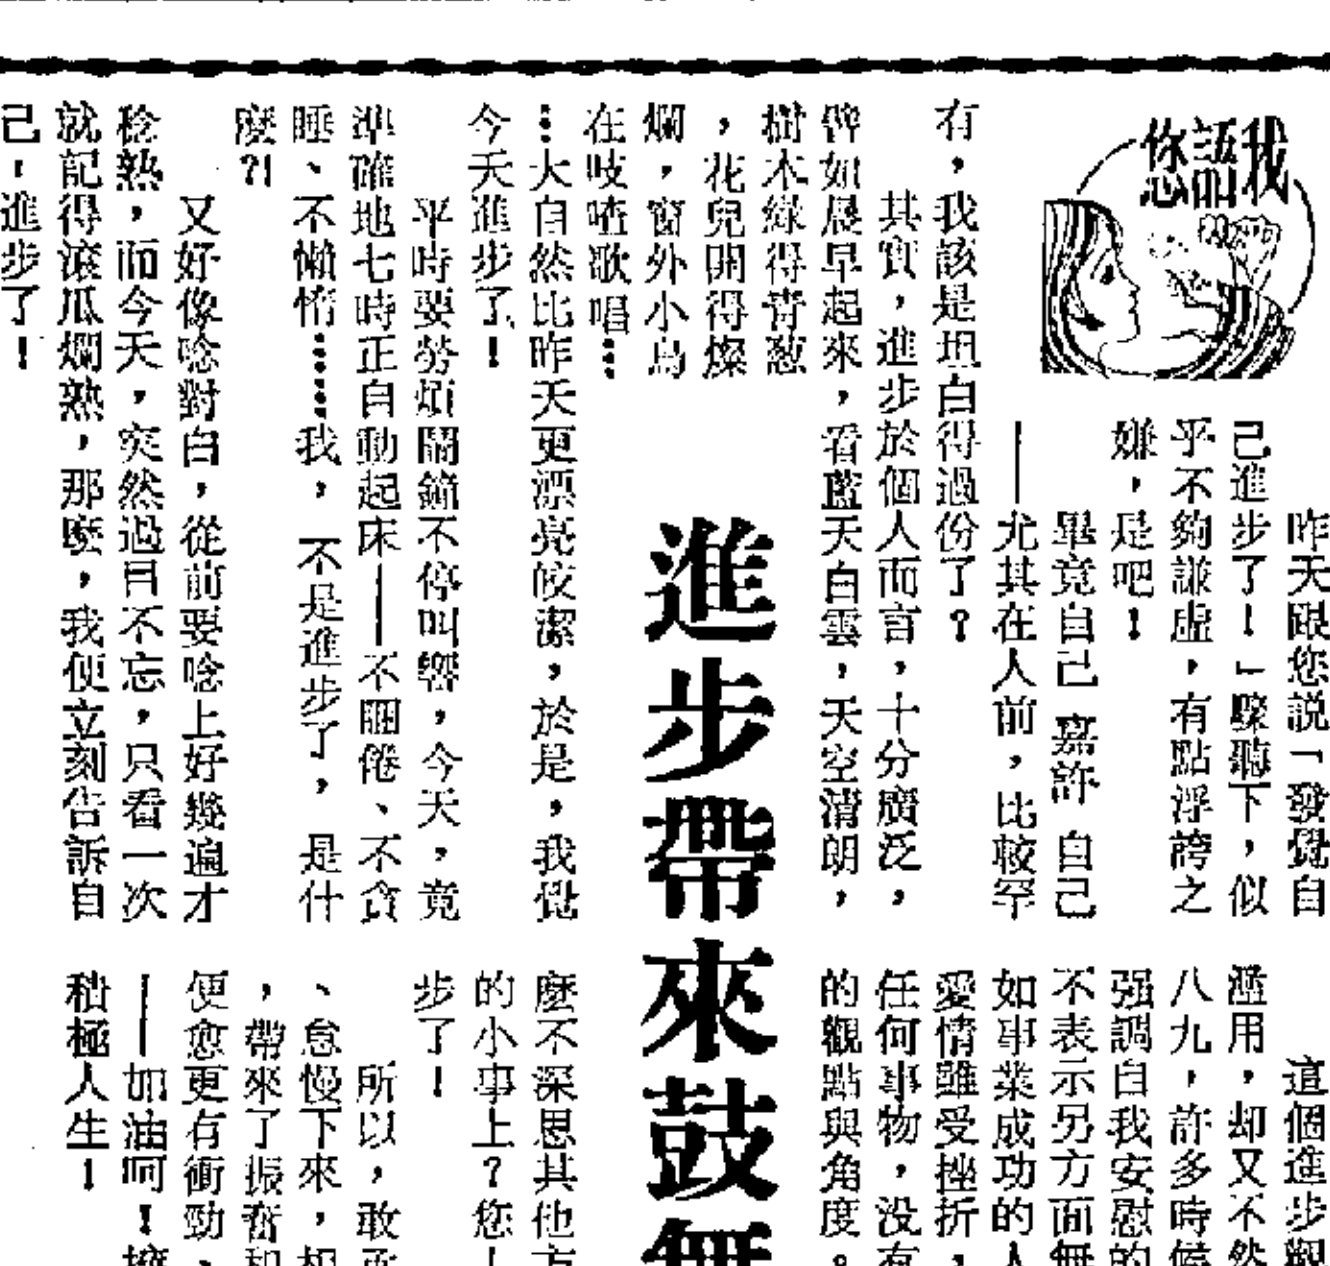 我語您
進步帶來鼓無
昨天跟您説「發覺自
己進步了!」驟聽下,似
乎不夠謙虛,有點浮誇之
嫌,是吧!
畢竟自己 嘉許 自己
——尤其在人前,比較罕
有,我該是坦白得過份了?
其實,進步於個人而言,十分廣泛,
譬如晨早起來,看藍天白雲,天空清朗,
樹木綠得青葱
,花兒開得燦
爛,窗外小鳥
在吱喳歌唱…
…大自然比昨天更漂亮皎潔,於是,我覺
今天進步了!
平時要勞煩鬧鐘不停叫響,今天,竟
準確地七時正自動起床——不睏倦、不貪
睡、不懶惰……我,不是進步了,是什
麼?!
又好像唸對白,從前要唸上好幾遍才
稔熟,而今天,突然過目不忘,只看一次
就記得滾瓜爛熟,那麼,我便立刻告訴自
己,進步了!
這個進步觀
濫用,却又不然
八九,許多時候
强調自我安慰的
不表示另方面無
如事業成功的人
愛情雖受挫折,
任何事物,没有
的觀點與角度。
麼不深思其他方
的小事上?您!
步了!
所以,敢
、怠慢下來,相
,帶來了振奮和
便愈更有衝勁、
——加油呵!
積極人生!